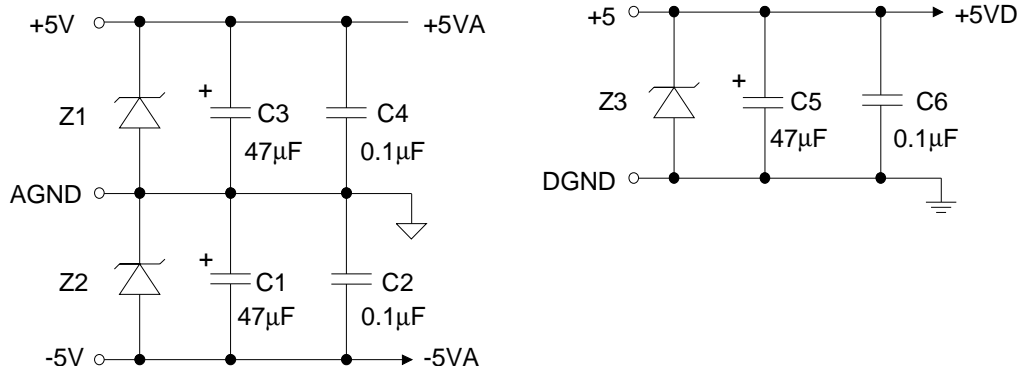 +5V
+5VA
Z1
+
C3
47μF
C4
0.1μF
AGND
Z2
+
C1
47μF
C2
0.1μF
-5V
-5VA
+5
+5VD
Z3
+
C5
47μF
C6
0.1μF
DGND